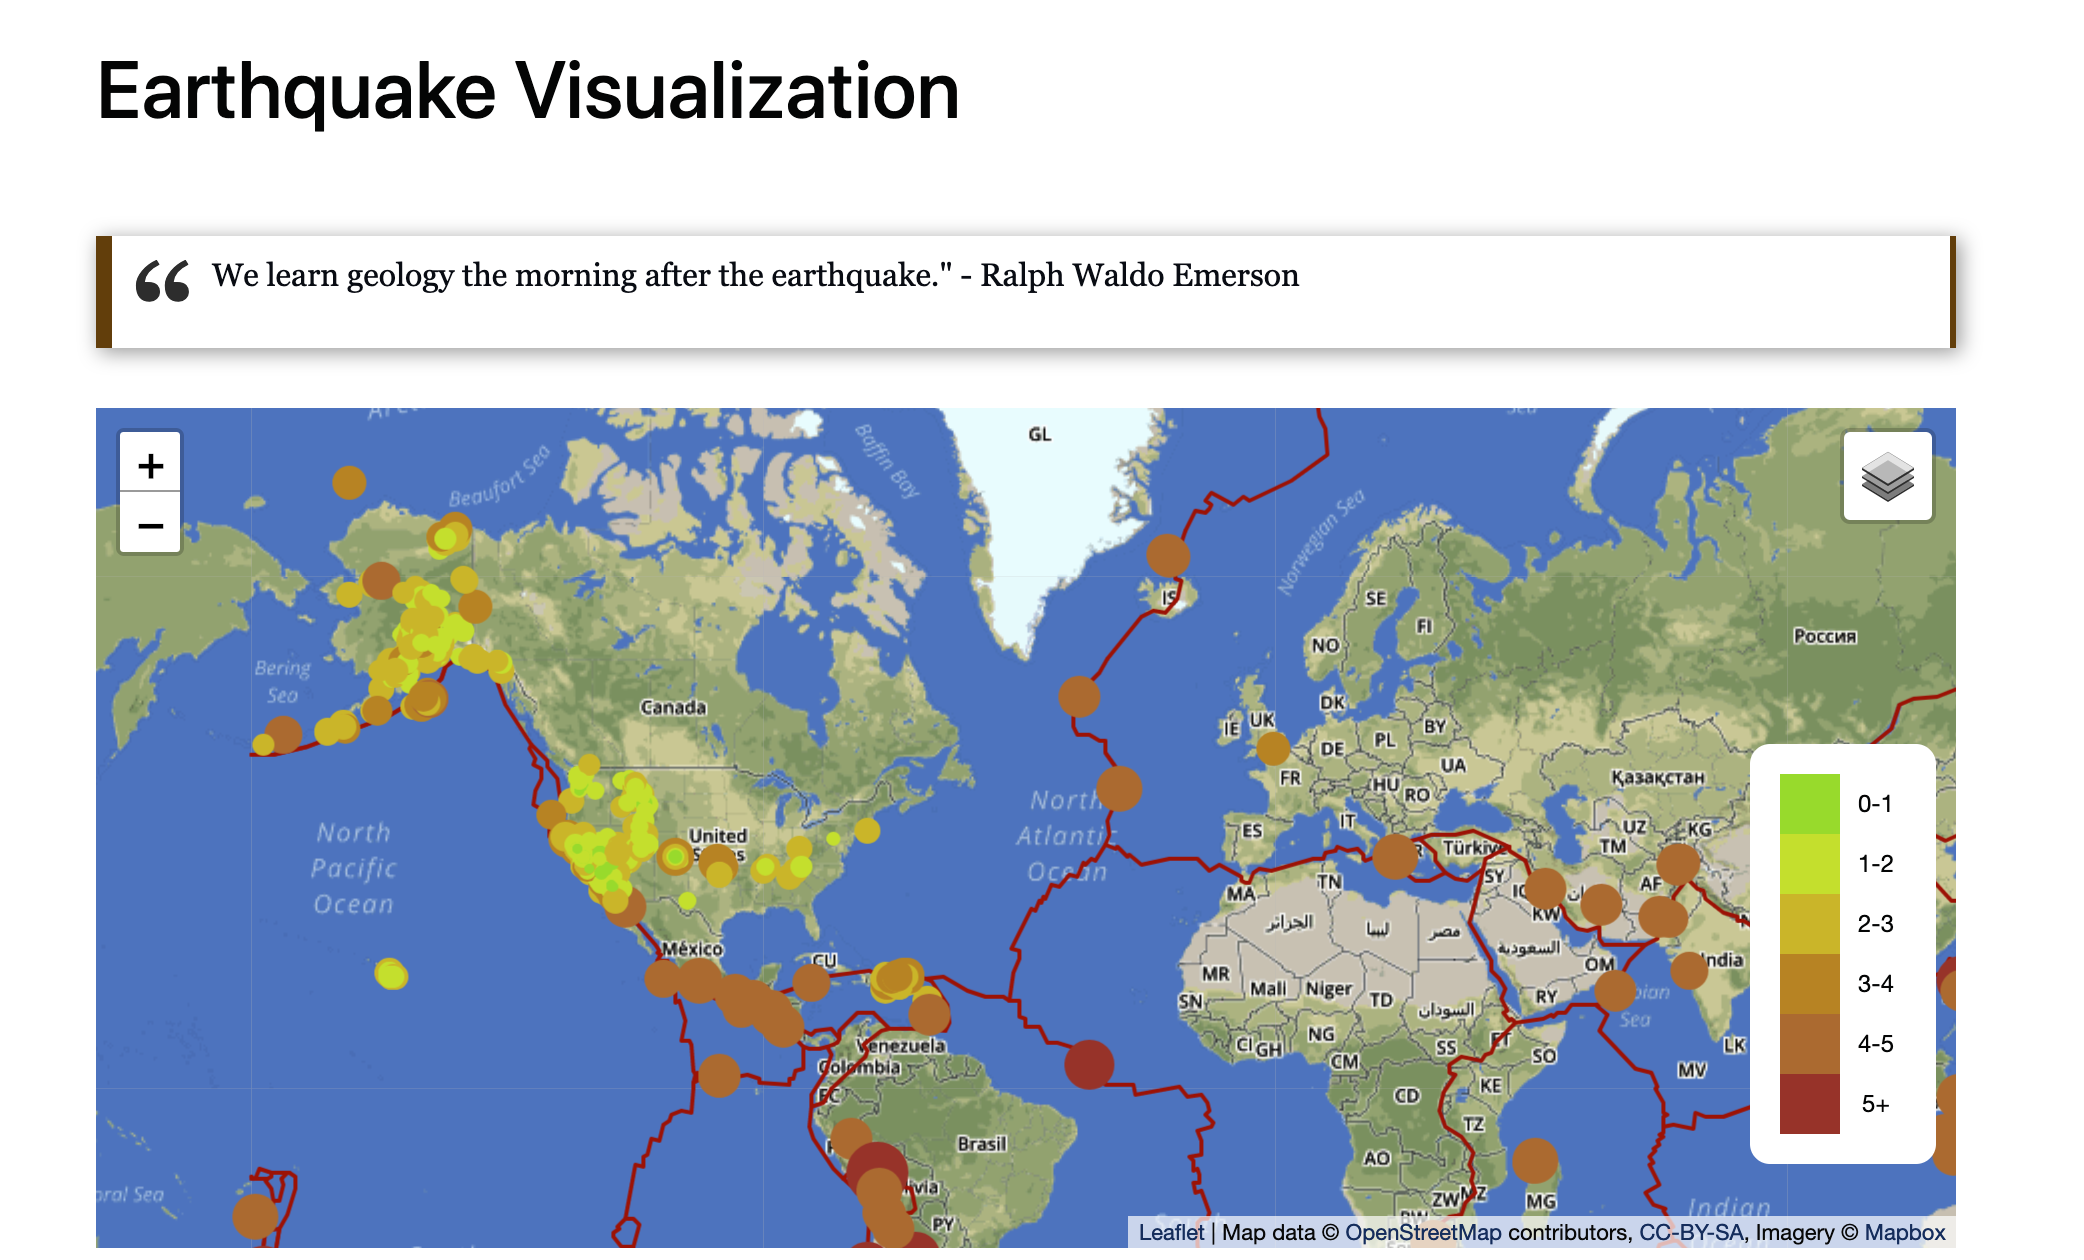 Earthquake Visualization
“ We learn geology the morning after the earthquake." - Ralph Waldo Emerson
+
−
GL
Beaufort Sea
Baffin Bay
Norwegian Sea
IS
SE
FI
NO
Россия
Bering
Sea
Canada
DK
IE
UK
BY
PL
DE
UA
FR
HU
RO
Қазақстан
North
Pacific
Ocean
North
Atlantic
Ocean
United
ES
IT
Türkiye
UZ
KG
TM
MA
TN
SY
AF
KW
الجزائر
ليبيا
مصر
السعودية
México
CU
OM
India
MR
Mali
Niger
TD
السودان
RY
Sea
SN
CI
GH
NG
CM
SS
ET
SO
LK
MV
Venezuela
Colombia
EC
CD
KE
TZ
Brasil
AO
ZW
MZ
MG
PY
Indian
0-1
1-2
2-3
3-4
4-5
5+
Leaflet | Map data © OpenStreetMap contributors, CC-BY-SA, Imagery © Mapbox